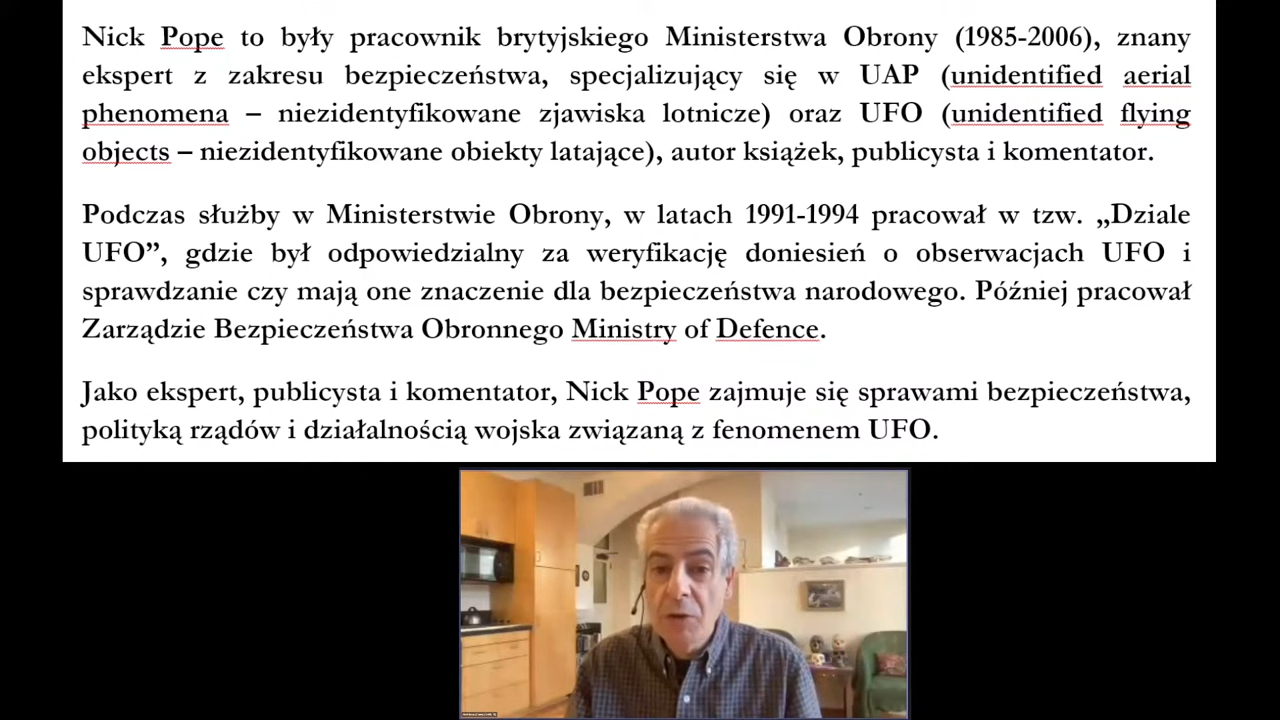 Nick Pope to były pracownik brytyjskiego Ministerstwa Obrony (1985-2006), znany
ekspert z zakresu bezpieczeństwa, specjalizujący się w UAP (unidentified aerial
phenomena – niezidentyfikowane zjawiska lotnicze) oraz UFO (unidentified flying
objects – niezidentyfikowane obiekty latające), autor książek, publicysta i komentator.
Podczas służby w Ministerstwie Obrony, w latach 1991-1994 pracował w tzw. „Dziale
UFO”, gdzie był odpowiedzialny za weryfikację doniesień o obserwacjach UFO i
sprawdzanie czy mają one znaczenie dla bezpieczeństwa narodowego. Później pracował
Zarządzie Bezpieczeństwa Obronnego Ministry of Defence.
Jako ekspert, publicysta i komentator, Nick Pope zajmuje się sprawami bezpieczeństwa,
polityką rządów i działalnością wojska związaną z fenomenem UFO.